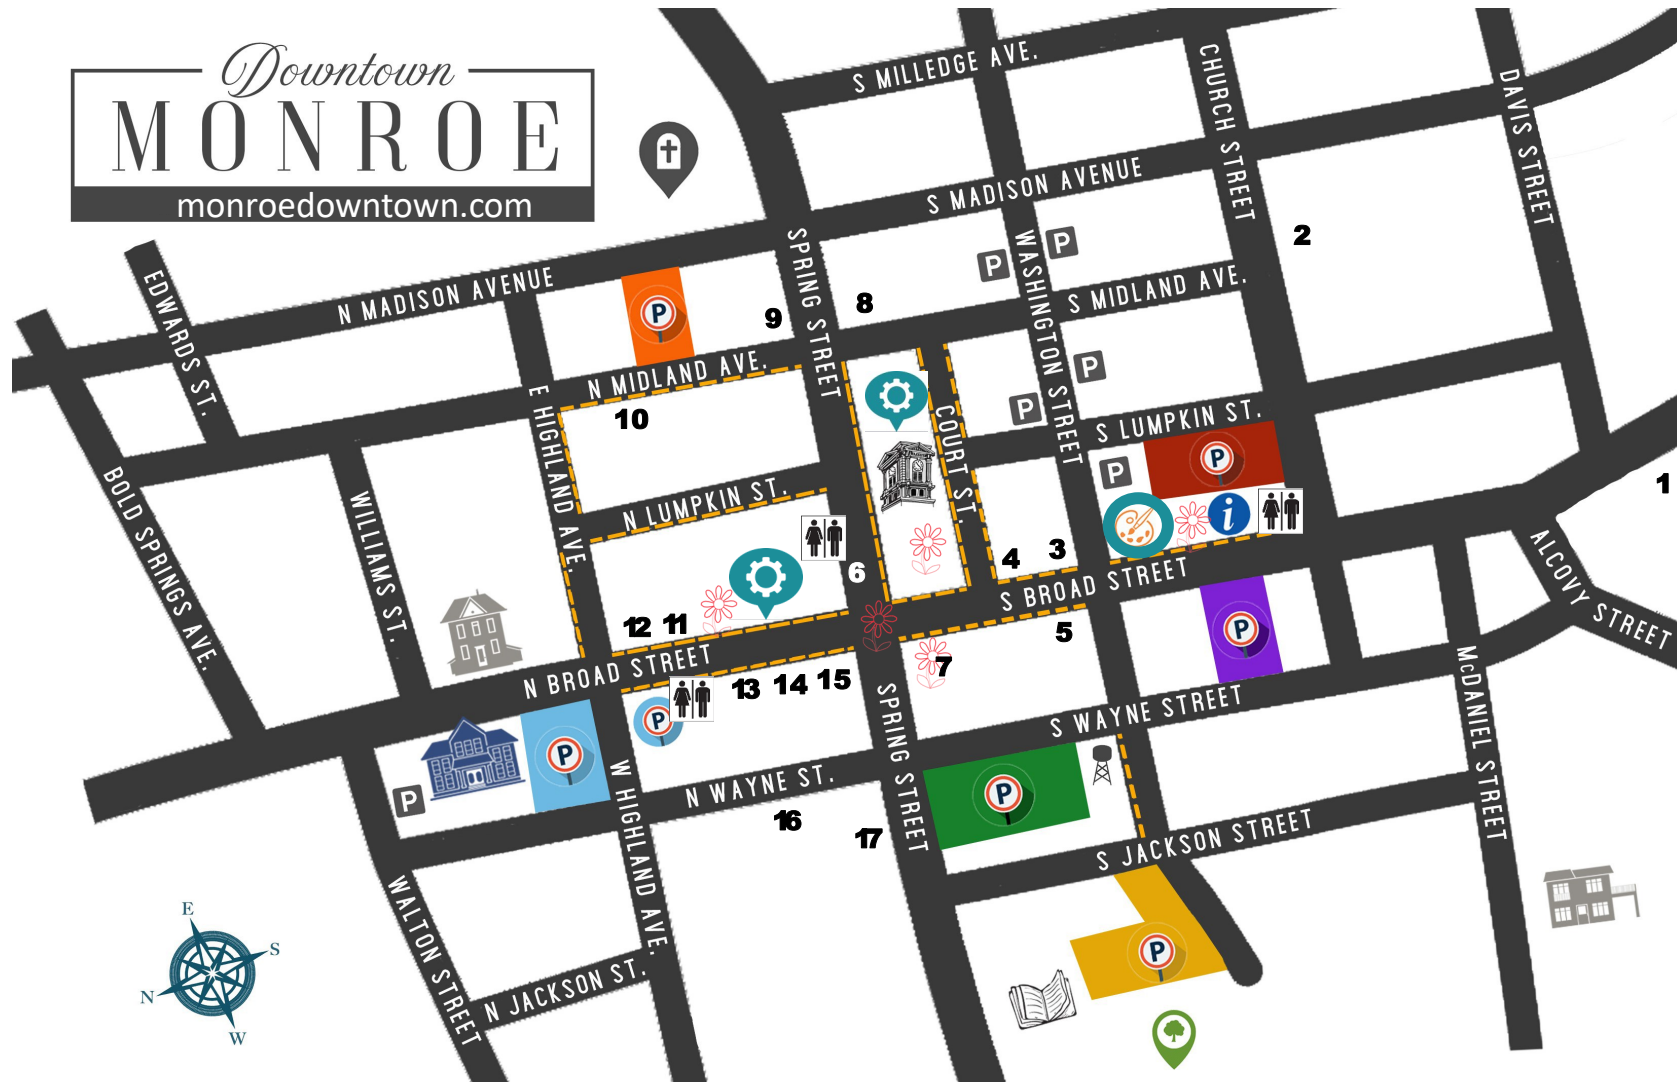 Downtown
MONROE
monroedowntown.com
S MILLEDGE AVE.
CHURCH STREET
DAVIS STREET
S MADISON AVENUE
SPRING STREET
WASHINGTON STREET
2
P
P
EDWARDS ST.
N MADISON AVENUE
P
9
8
S MIDLAND AVE.
N MIDLAND AVE.
10
E HIGHLAND AVE.
COURT ST.
P
P
S LUMPKIN ST.
P
P
1
BOLD SPRINGS AVE.
WILLIAMS ST.
N LUMPKIN ST.
i
6
4
3
S BROAD STREET
ALCOVY STREET
12
11
5
P
7
N BROAD STREET
13
14
15
P
P
P
SPRING STREET
S WAYNE STREET
McDANIEL STREET
W HIGHLAND AVE.
N WAYNE ST.
P
16
17
S JACKSON STREET
WALTON STREET
P
N JACKSON ST.
E
S
N
W